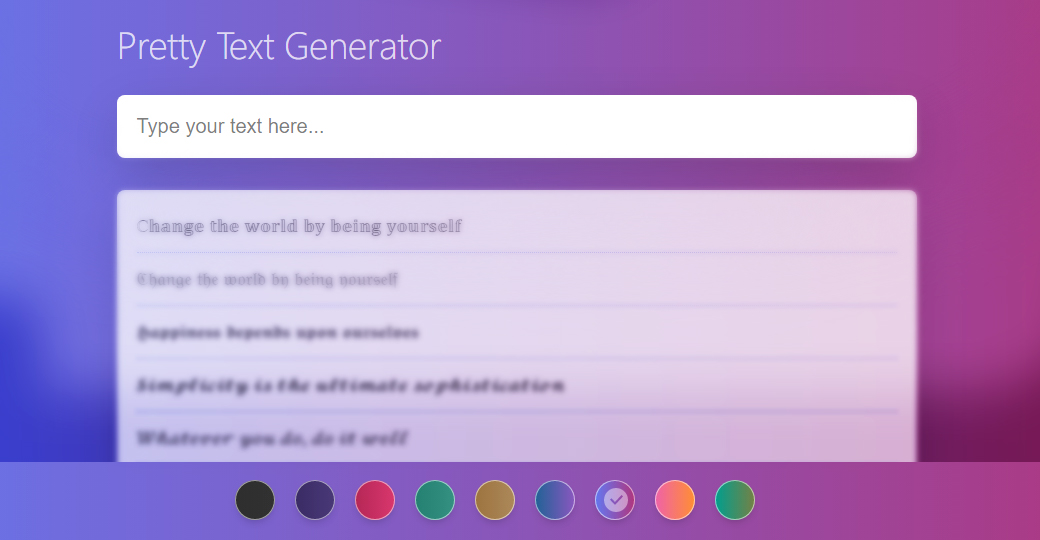 Pretty Text Generator
Type your text here...
Change the world by being yourself
Change the world by being yourself
Happiness depends upon ourselves
Simplicity is the ultimate sophistication
Whatever you do, do it well